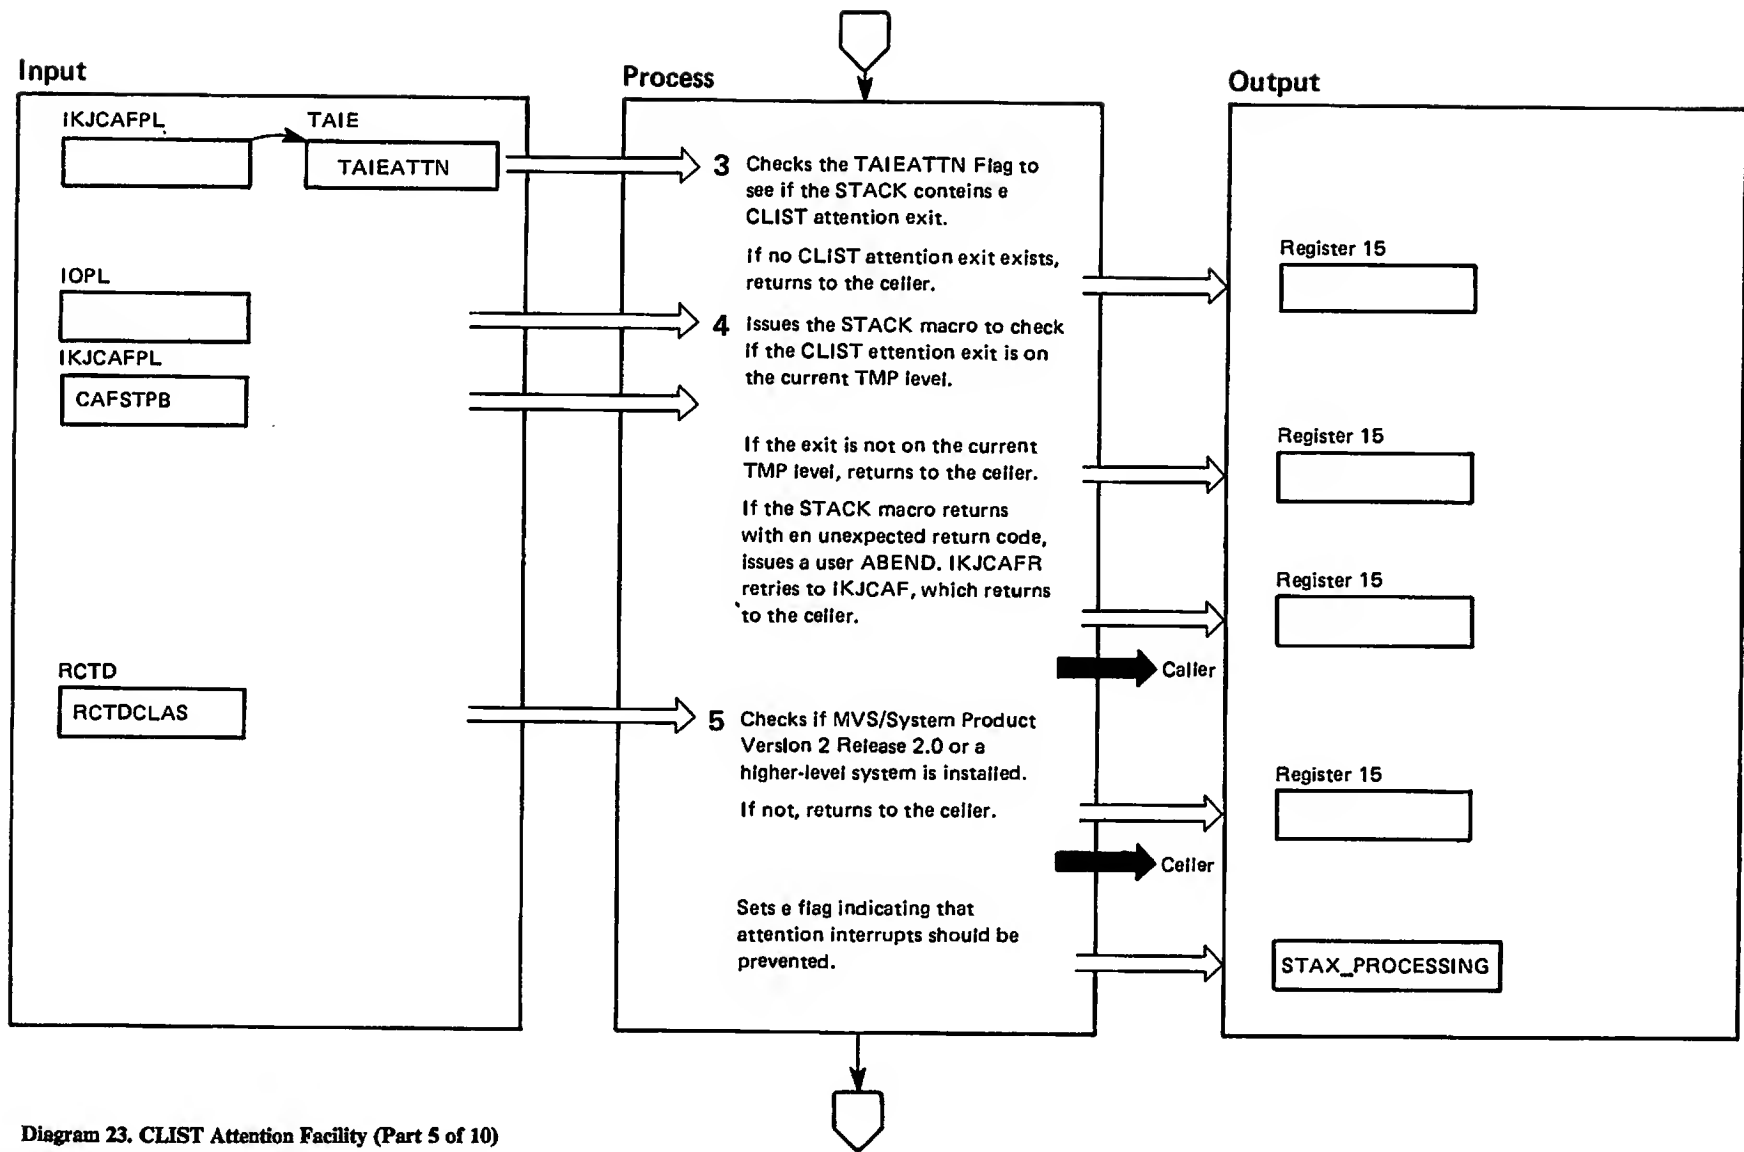 Input
IKJCAFPL
TAIE
TAIEATTN
IOPL
IKJCAFPL
CAFSTPB
RCTD
RCTDCLAS
Process
3 Checks the TAIEATTN Flag to
see if the STACK conteins e
CLIST attention exit.
If no CLIST attention exit exists,
returns to the celler.
4 Issues the STACK macro to check
if the CLIST ettention exit is on
the current TMP level.
If the exit is not on the current
TMP level, returns to the celler.
If the STACK macro returns
with en unexpected return code,
issues a user ABEND. IKJCAFR
retries to IKJCAF, which returns
to the celler.
5 Checks if MVS/System Product
Version 2 Release 2.0 or a
higher-level system is installed.
If not, returns to the celler.
Sets e flag indicating that
attention interrupts should be
prevented.
Output
Register 15
Register 15
Register 15
Caller
Register 15
Celler
STAX_PROCESSING
Diagram 23. CLIST Attention Facility (Part 5 of 10)